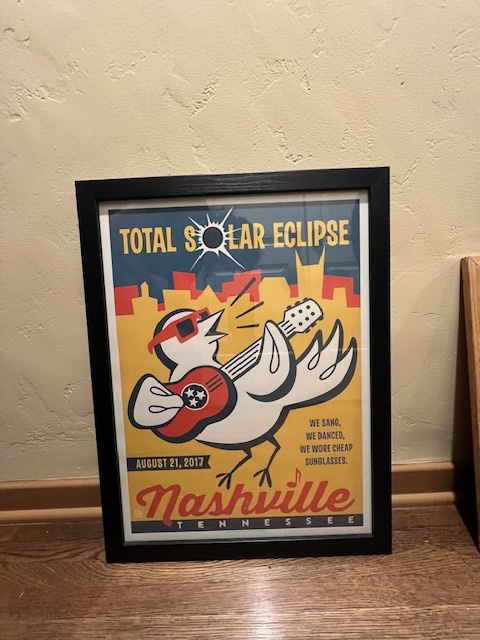 TOTAL SOLAR ECLIPSE
WE SANG,
WE DANCED,
WE WORE CHEAP
SUNGLASSES.
AUGUST 21, 2017
Nashville
TENNESSEE